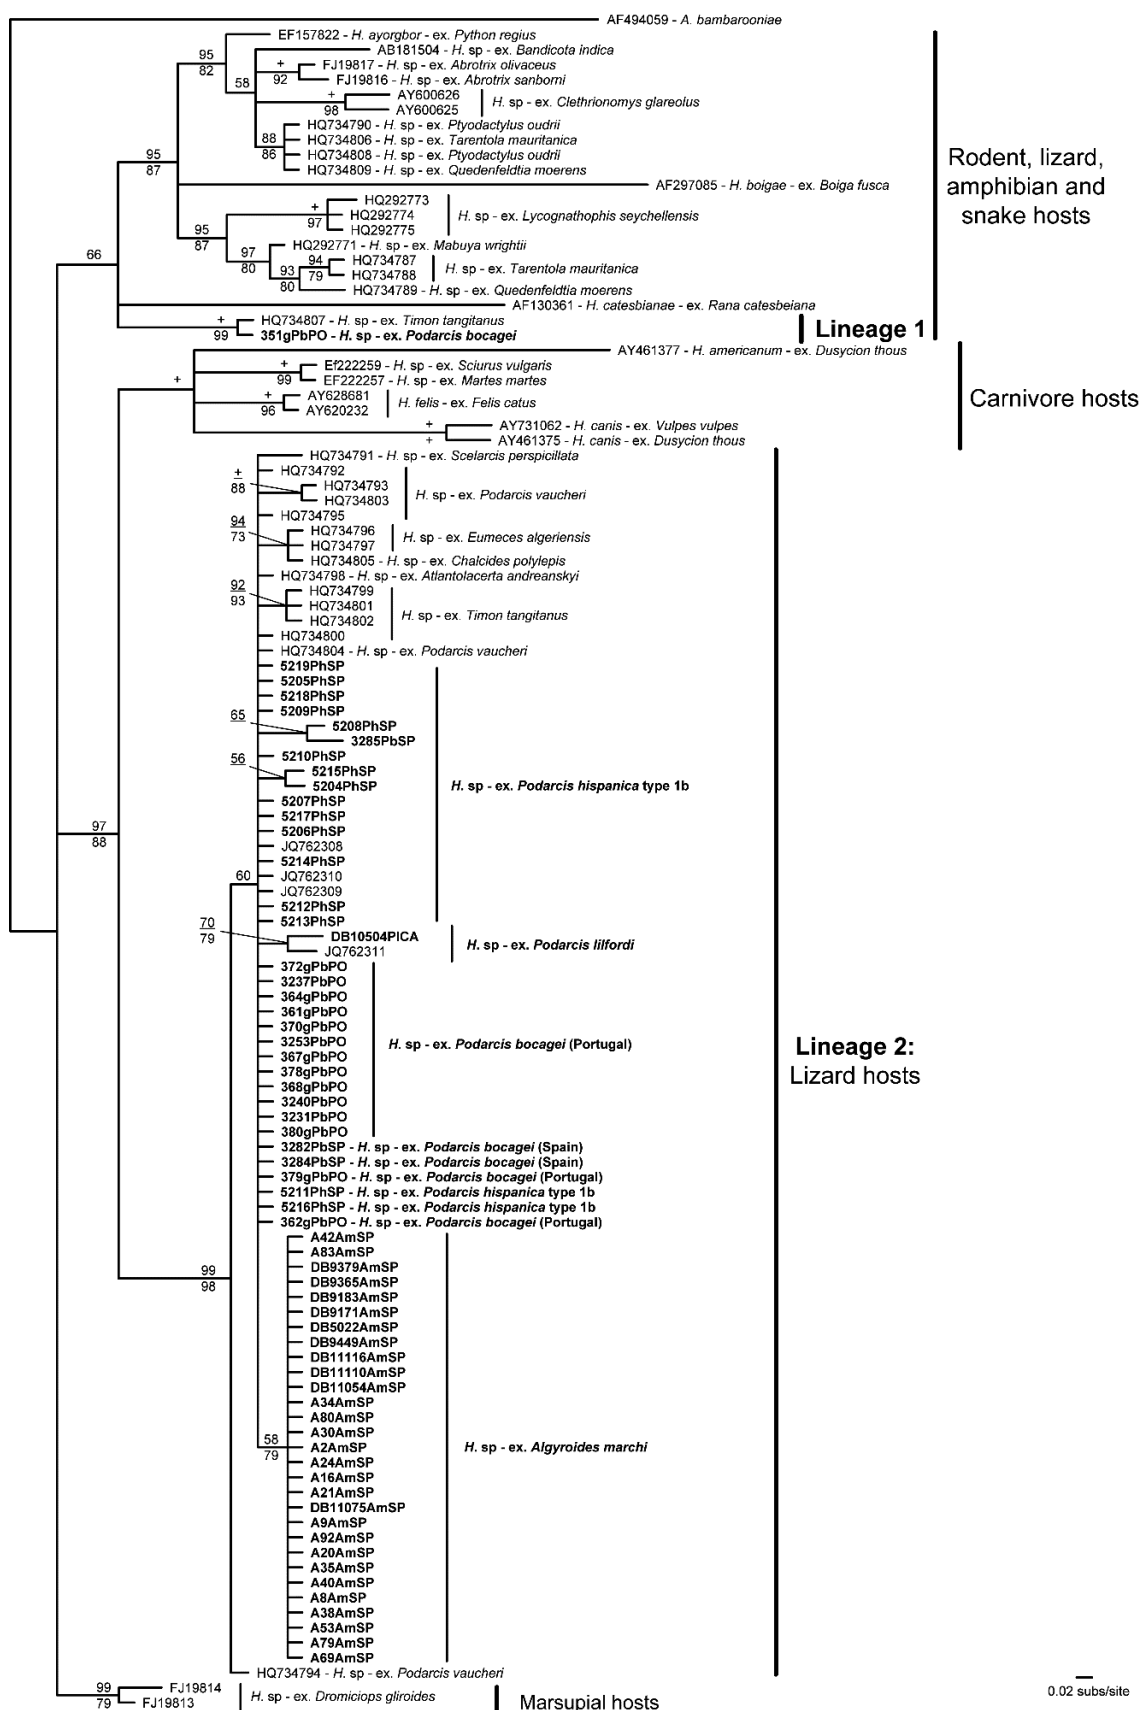 AF494059 - A. bambarooniae
EF157822 - H. ayorgbor - ex. Python regius
95
82
AB181504 - H. sp - ex. Bandicota indica
58
+
92
FJ19817 - H. sp - ex. Abrotrix olivaceus
FJ19816 - H. sp - ex. Abrotrix sanborni
+
98
AY600626
AY600625
H. sp - ex. Clethrionomys glareolus
88
86
HQ734790 - H. sp - ex. Ptyodactylus oudrii
HQ734806 - H. sp - ex. Tarentola mauritanica
HQ734808 - H. sp - ex. Ptyodactylus oudrii
HQ734809 - H. sp - ex. Quedenfeldtia moerens
95
87
AF297085 - H. boigae - ex. Boiga fusca
+
97
HQ292773
HQ292774
HQ292775
H. sp - ex. Lycognathophis seychellensis
95
87
97
80
HQ292771 - H. sp - ex. Mabuya wrightii
93
80
94
79
HQ734787
HQ734788
H. sp - ex. Tarentola mauritanica
HQ734789 - H. sp - ex. Quedenfeldtia moerens
66
AF130361 - H. catesbianae - ex. Rana catesbeiana
+
99
HQ734807 - H. sp - ex. Timon tangitanus
351gPbPO - H. sp - ex. Podarcis bocagei
Lineage 1
Rodent, lizard,
amphibian and
snake hosts
AY461377 - H. americanum - ex. Dusycion thous
+
+
99
Ef222259 - H. sp - ex. Sciurus vulgaris
EF222257 - H. sp - ex. Martes martes
+
96
AY628681
AY620232
H. felis - ex. Felis catus
+
+
AY731062 - H. canis - ex. Vulpes vulpes
AY461375 - H. canis - ex. Dusycion thous
Carnivore hosts
HQ734791 - H. sp - ex. Scelarcis perspicillata
HQ734792
+
88
HQ734793
HQ734803
HQ734795
H. sp - ex. Podarcis vaucheri
94
73
HQ734796
HQ734797
H. sp - ex. Eumeces algeriensis
HQ734805 - H. sp - ex. Chalcides polylepis
HQ734798 - H. sp - ex. Atlantolacerta andreanskyi
92
93
HQ734799
HQ734801
HQ734802
HQ734800
H. sp - ex. Timon tangitanus
HQ734804 - H. sp - ex. Podarcis vaucheri
5219PhSP
5205PhSP
5218PhSP
5209PhSP
65
5208PhSP
3285PbSP
5210PhSP
56
5215PhSP
5204PhSP
5207PhSP
5217PhSP
5206PhSP
JQ762308
5214PhSP
JQ762310
JQ762309
5212PhSP
5213PhSP
H. sp - ex. Podarcis hispanica type 1b
97
88
60
70
79
DB10504PlCA
JQ762311
H. sp - ex. Podarcis lilfordi
372gPbPO
3237PbPO
364gPbPO
361gPbPO
370gPbPO
3253PbPO
367gPbPO
378gPbPO
368gPbPO
3240PbPO
3231PbPO
380gPbPO
H. sp - ex. Podarcis bocagei (Portugal)
3282PbSP - H. sp - ex. Podarcis bocagei (Spain)
3284PbSP - H. sp - ex. Podarcis bocagei (Spain)
379gPbPO - H. sp - ex. Podarcis bocagei (Portugal)
5211PhSP - H. sp - ex. Podarcis hispanica type 1b
5216PhSP - H. sp - ex. Podarcis hispanica type 1b
362gPbPO - H. sp - ex. Podarcis bocagei (Portugal)
Lineage 2:
Lizard hosts
99
98
A42AmSP
A83AmSP
DB9379AmSP
DB9365AmSP
DB9183AmSP
DB9171AmSP
DB5022AmSP
DB9449AmSP
DB11116AmSP
DB11110AmSP
DB11054AmSP
A34AmSP
A80AmSP
A30AmSP
A2AmSP
A24AmSP
A16AmSP
A21AmSP
DB11075AmSP
A9AmSP
A92AmSP
A20AmSP
A35AmSP
A40AmSP
A8AmSP
A38AmSP
A53AmSP
A79AmSP
A69AmSP
58
79
H. sp - ex. Algyroides marchi
HQ734794 - H. sp - ex. Podarcis vaucheri
99
79
FJ19814
FJ19813
H. sp - ex. Dromiciops gliroides
Marsupial hosts
0.02 subs/site